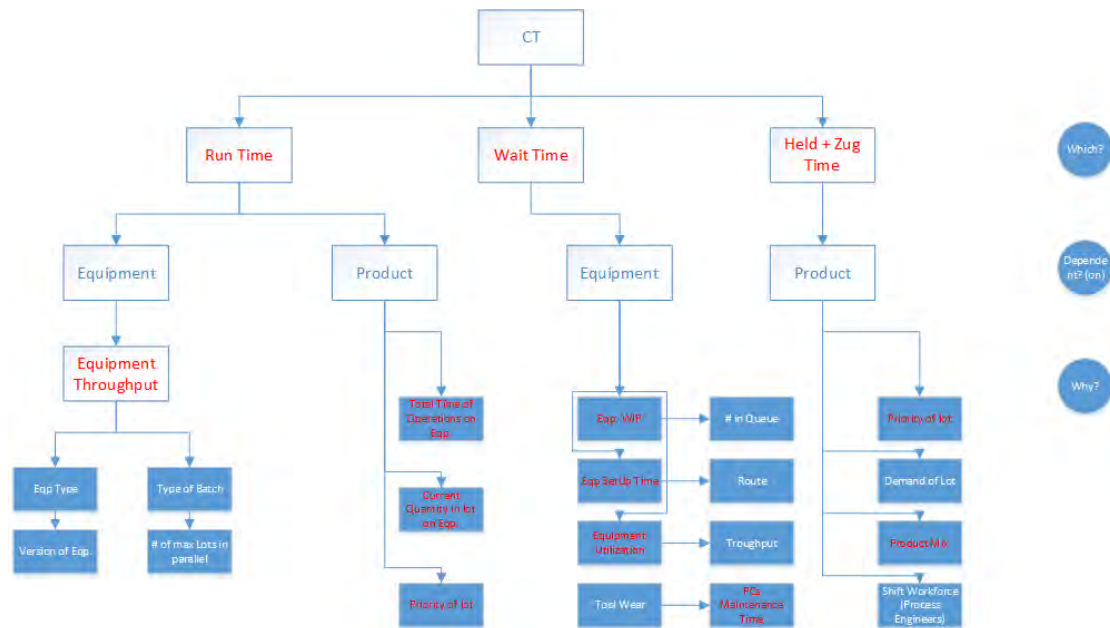 CT
Run Time
Wait Time
Held + Zug
Time
Which?
Equipment
Product
Equipment
Product
Depende
nt? (on)
Equipment
Throughput
Why?
Total Time of
Operations on
Eqp.
Eqp. WIP
# in Queue
Priority of lot
Eqp Type
Type of Batch
Current
Quantity in lot
on Eqp.
Eqp SetUp Time
Route
Demand of Lot
Version of Eqp.
# of max Lots in
parallel
Equipment
Utilization
Troughput
Product Mix
Priority of lot
Tool Wear
PCs
Maintenance
Time
Shift Workforce
(Process
Engineers)